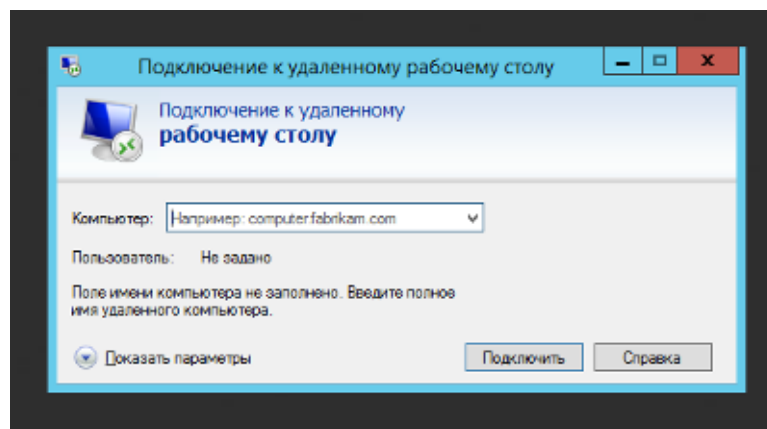 Подключение к удаленному рабочему столу
Подключение к удаленному
рабочему столу
Компьютер: Например: computer.fabrikam.com
Пользователь: Не задано
Поле имени компьютера не заполнено. Введите полное
имя удаленного компьютера.
Показать параметры Подключить Справка